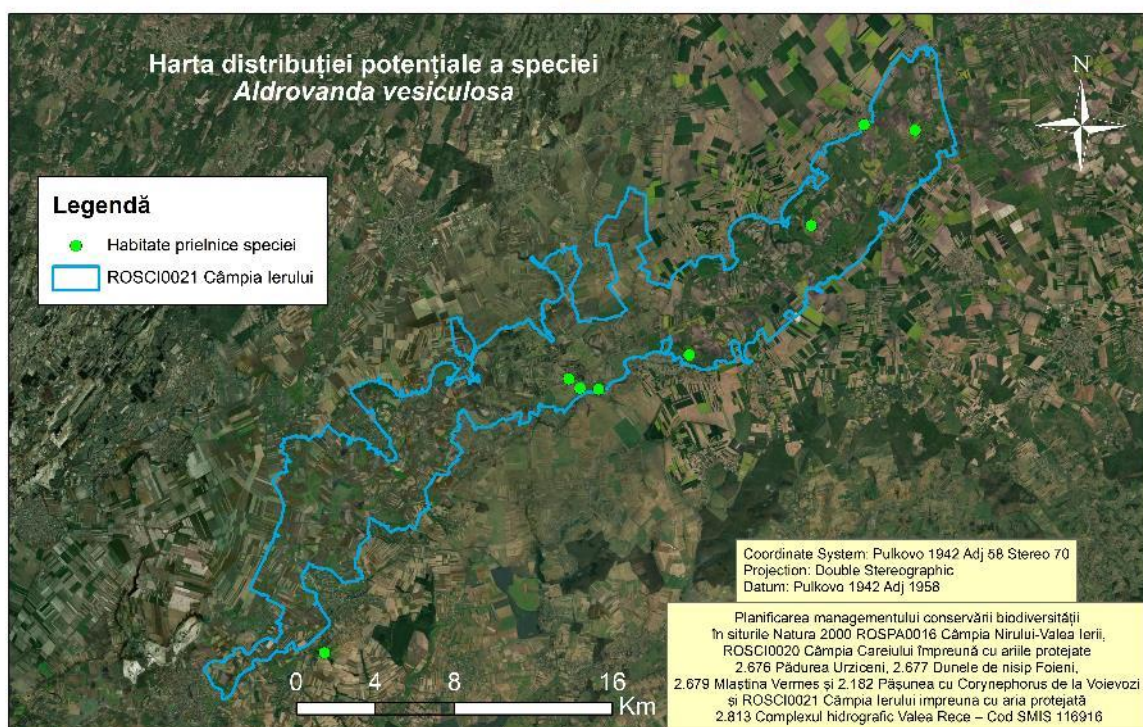 Harta distribuției potențiale a speciei
Aldrovanda vesiculosa
N
Legendă
Habitate prielnice speciei
ROSCI0021 Câmpia Ierului
Coordinate System: Pulkovo 1942 Adj 58 Stereo 70
Projection: Double Stereographic
Datum: Pulkovo 1942 Adj 1958
Planificarea managementului conservării biodiversității
în siturile Natura 2000 ROSPA0016 Câmpia Nirului-Valea Ierii,
ROSCI0020 Câmpia Careiului împreună cu ariile protejate
2.676 Pădurea Urziceni, 2.677 Dunele de nisip Foieni,
2.679 Mlaștina Vermes și 2.182 Pășunea cu Corynephorus de la Voievozi
și ROSCI0021 Câmpia Ierului impreuna cu aria protejată
2.813 Complexul hidrografic Valea Rece – Cod SMIS 116916
0 4 8 16
Km